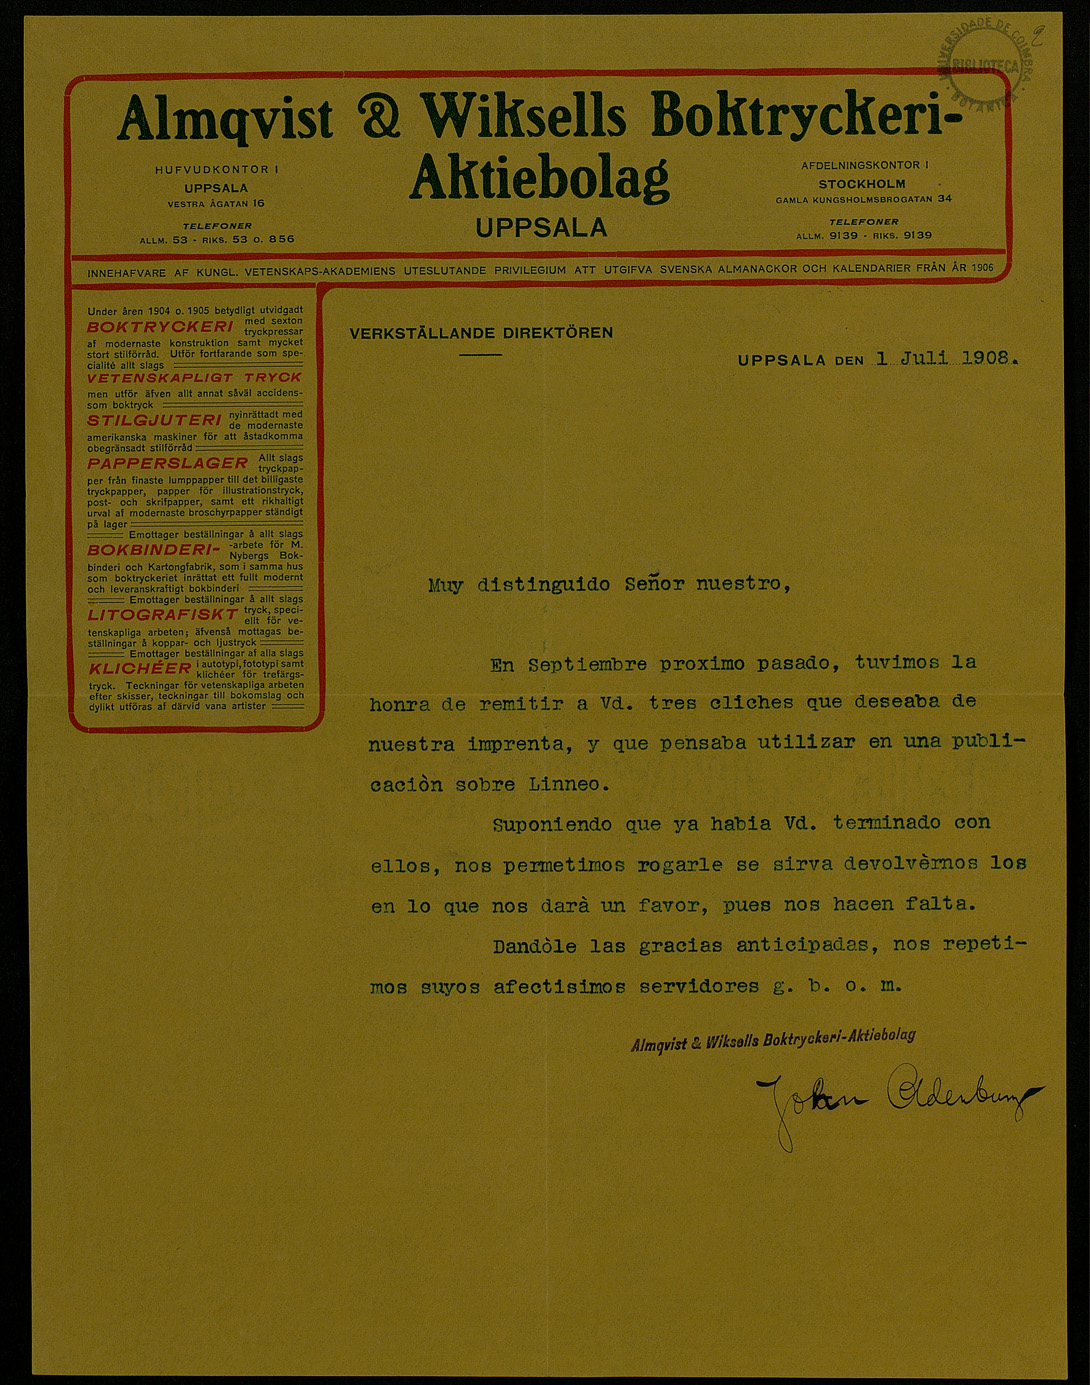 UNIVERSIDADE DE COIMBRA
BIBLIOTECA
BOTANICA
2
Almqvist & Wiksells Boktryckeri-
Aktiebolag
UPPSALA
HUFVUDKONTOR I
UPPSALA
VESTRA ÅGATAN 16
TELEFONER
ALLM. 53 - RIKS. 53 O. 856
AFDELNINGSKONTOR I
STOCKHOLM
GAMLA KUNGSHOLMSBROGATAN 34
TELEFONER
ALLM. 9139 - RIKS. 9139
INNEHAFVARE AF KUNGL. VETENSKAPS-AKADEMIENS UTESLUTANDE PRIVILEGIUM ATT UTGIFVA SVENSKA ALMANACKOR OCH KALENDARIER FRÅN ÅR 1906
Under åren 1904 o. 1905 betydligt utvidgadt
BOKTRYCKERI med sexton
tryckpressar
af modernaste konstruktion samt mycket
stort stilförråd. Utför fortfarande som spe-
cialité allt slags
VETENSKAPLIGT TRYCK
men utför äfven allt annat såväl accidens-
som boktryck
STILGJUTERI nyinrättadt med
de modernaste
amerikanska maskiner för att åstadkomma
obegränsadt stilförråd
PAPPERSLAGER Allt slags
tryckpap-
per från finaste lumppapper till det billigaste
tryckpapper, papper för illustrationstryck,
post- och skrifpapper, samt ett rikhaltigt
urval af modernaste broschyrpapper ständigt
på lager
Emottager beställningar å allt slags
BOKBINDERI- -arbete för M.
Nybergs Bok-
binderi och Kartongfabrik, som i samma hus
som boktryckeriet inrättat ett fullt modernt
och leveranskraftigt bokbinderi
Emottager beställningar å allt slags
LITOGRAFISKT tryck, speci-
ellt för ve-
tenskapliga arbeten; äfvenså mottagas be-
ställningar å koppar- och ljustryck
Emottager beställningar af alla slags
KLICHÉER i autotypi, fototypi samt
klichéer för trefärgs-
tryck. Teckningar för vetenskapliga arbeten
efter skisser, teckningar till bokomslag och
dylikt utföras af därvid vana artister
VERKSTÄLLANDE DIREKTÖREN
UPPSALA DEN 1 Juli 1908.
Muy distinguido Señor nuestro,
En Septiembre proximo pasado, tuvimos la
honra de remitir a Vd. tres cliches que deseaba de
nuestra imprenta, y que pensaba utilizar en una publi-
caciòn sobre Linneo.
Suponiendo que ya habia Vd. terminado con
ellos, nos permetimos rogarle se sirva devolvèrnos los
en lo que nos darà un favor, pues nos hacen falta.
Dandòle las gracias anticipadas, nos repeti-
mos suyos afectisimos servidores g. b. o. m.
Almqvist & Wiksells Boktryckeri-Aktiebolag
Johan Oldenburg